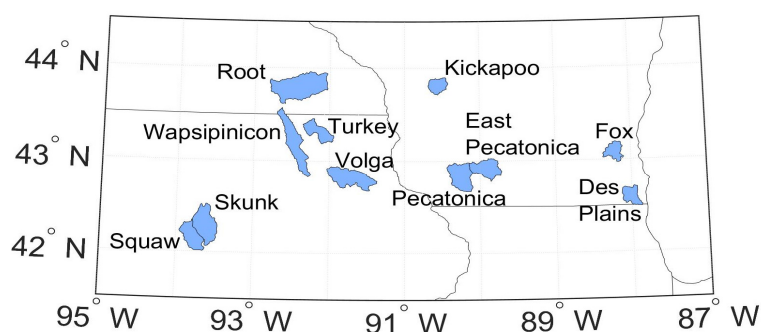 44° N
Root
Kickapoo
Wapsipinicon
Turkey
East
Pecatonica
Fox
43° N
Volga
Pecatonica
Des
Plains
Skunk
Squaw
42° N
95° W
93° W
91° W
89° W
87° W